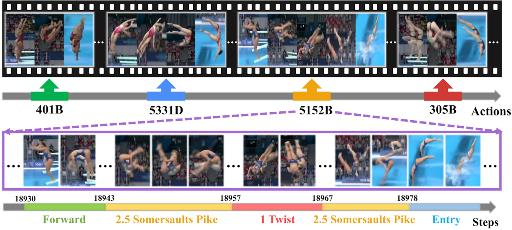 401B 5331D 5152B 305B Actions
18930 18943 18957 18967 18978
Forward 2.5 Somersaults Pike 1 Twist 2.5 Somersaults Pike Entry Steps